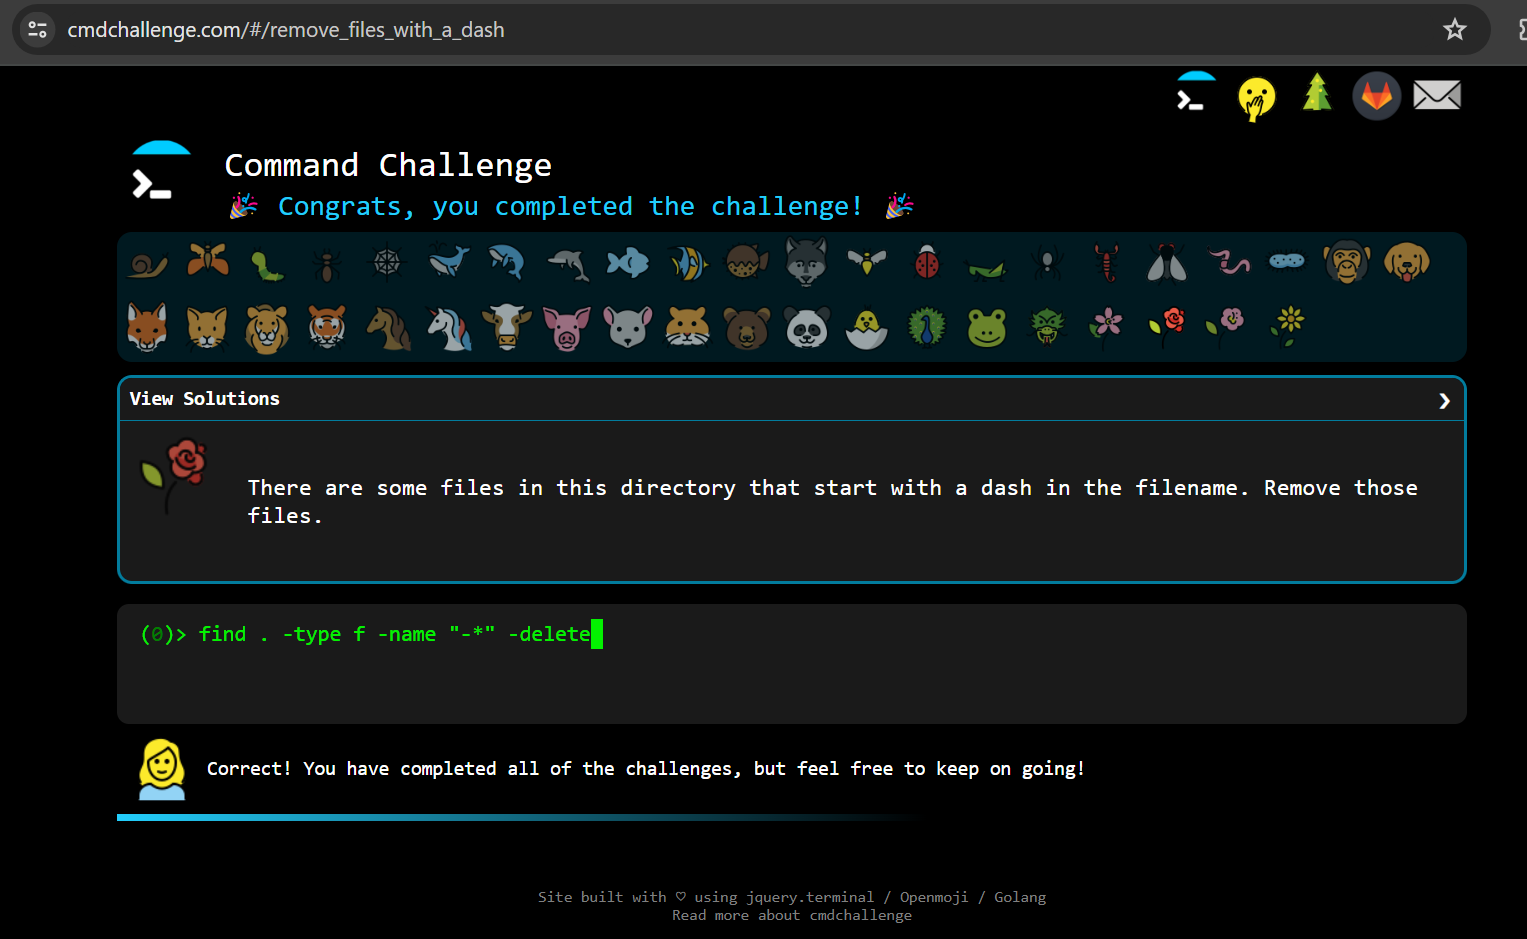 cmdchallenge.com/#/remove_files_with_a_dash
Command Challenge
🎉 Congrats, you completed the challenge! 🎉
View Solutions
There are some files in this directory that start with a dash in the filename. Remove those
files.
(0)> find . -type f -name "-*" -delete
Correct! You have completed all of the challenges, but feel free to keep on going!
Site built with ♡ using jquery.terminal / Openmoji / Golang
Read more about cmdchallenge